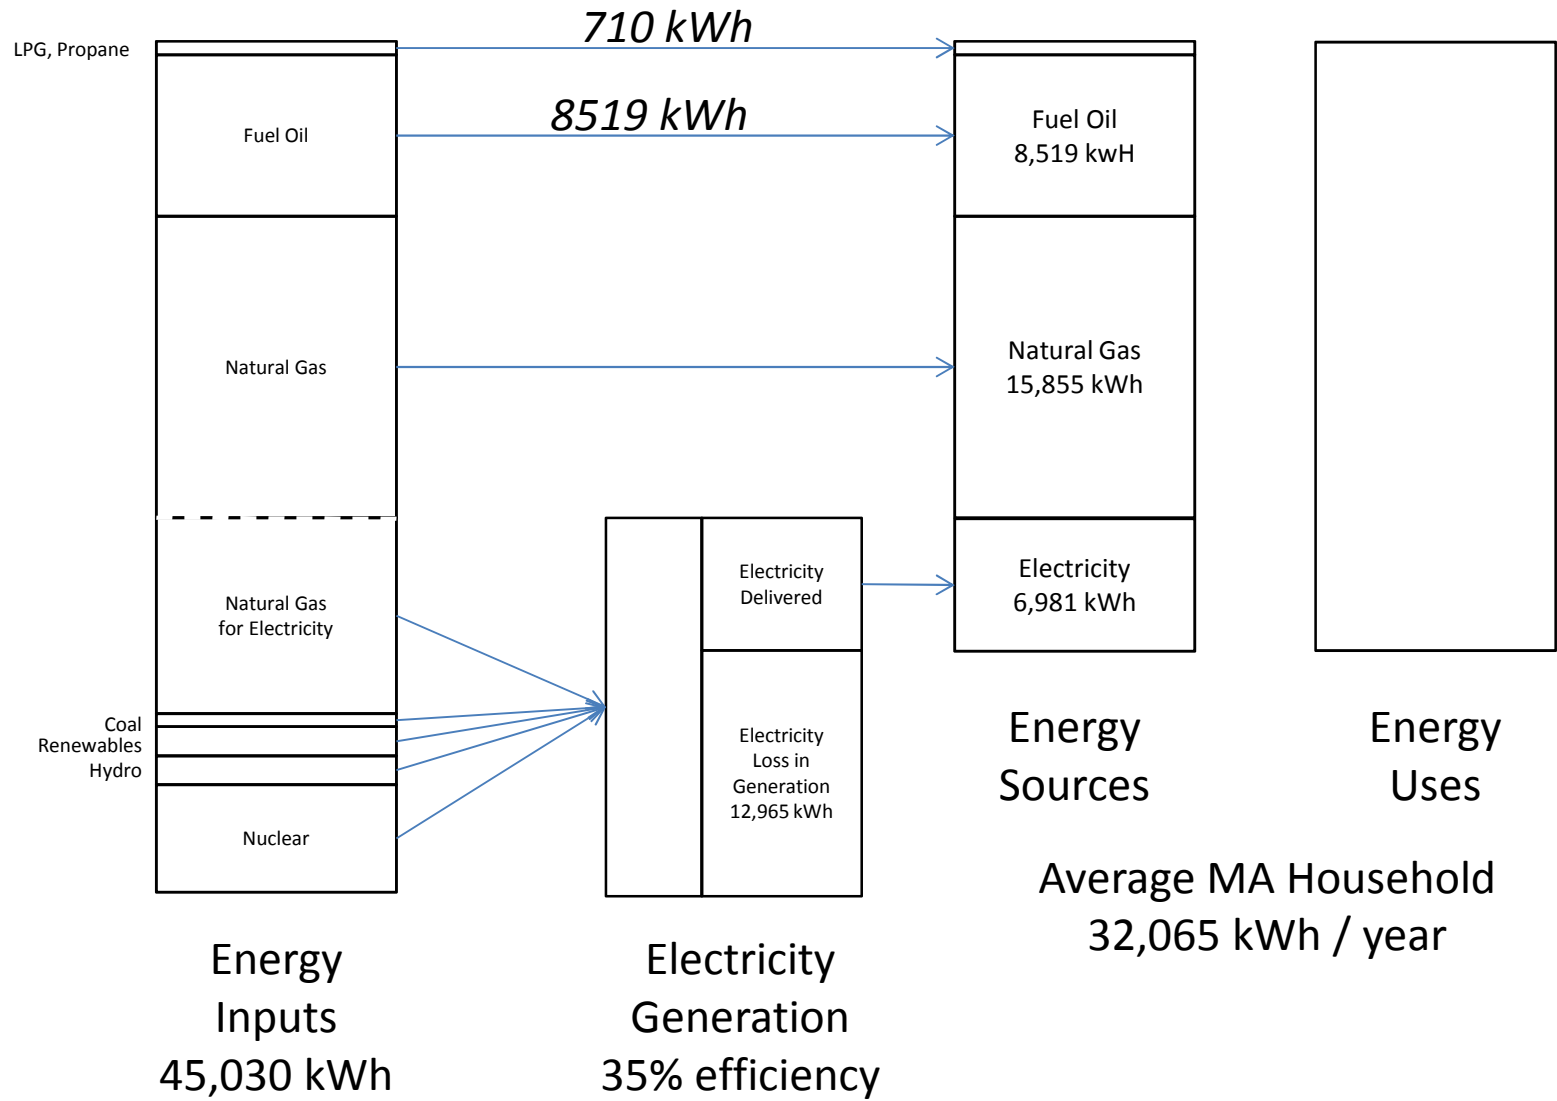 710 kWh
LPG, Propane
8519 kWh
Fuel Oil
Fuel Oil
8,519 kwH
Natural Gas
Natural Gas
15,855 kWh
Natural Gas
for Electricity
Electricity
Delivered
Electricity
6,981 kWh
Coal
Renewables
Hydro
Nuclear
Electricity
Loss in
Generation
12,965 kWh
Energy
Sources
Energy
Uses
Average MA Household
32,065 kWh / year
Energy
Inputs
45,030 kWh
Electricity
Generation
35% efficiency